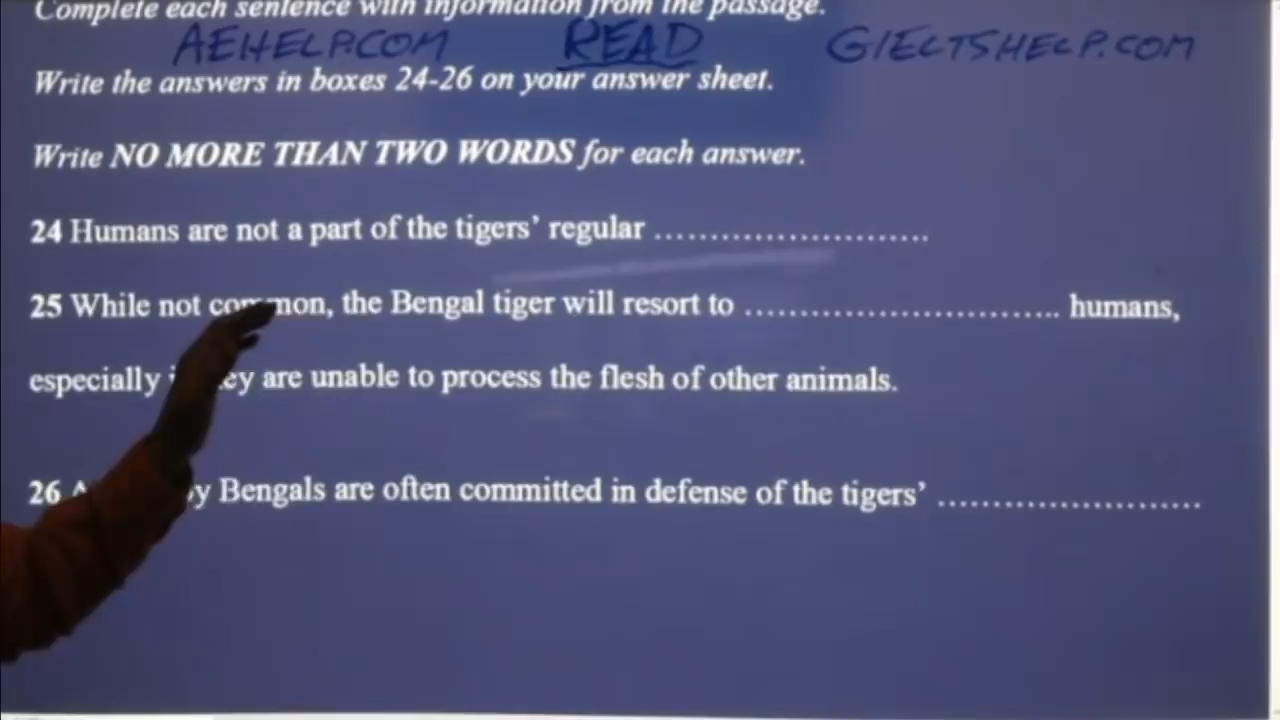 Complete each sentence with information from the passage.
AEHELP.COM READ GIELTSHELP.COM
Write the answers in boxes 24-26 on your answer sheet.
Write NO MORE THAN TWO WORDS for each answer.
24 Humans are not a part of the tigers’ regular ..........................
25 While not common, the Bengal tiger will resort to ................................ humans,
especially are unable to process the flesh of other animals.
26 Bengals are often committed in defense of the tigers’ ..........................